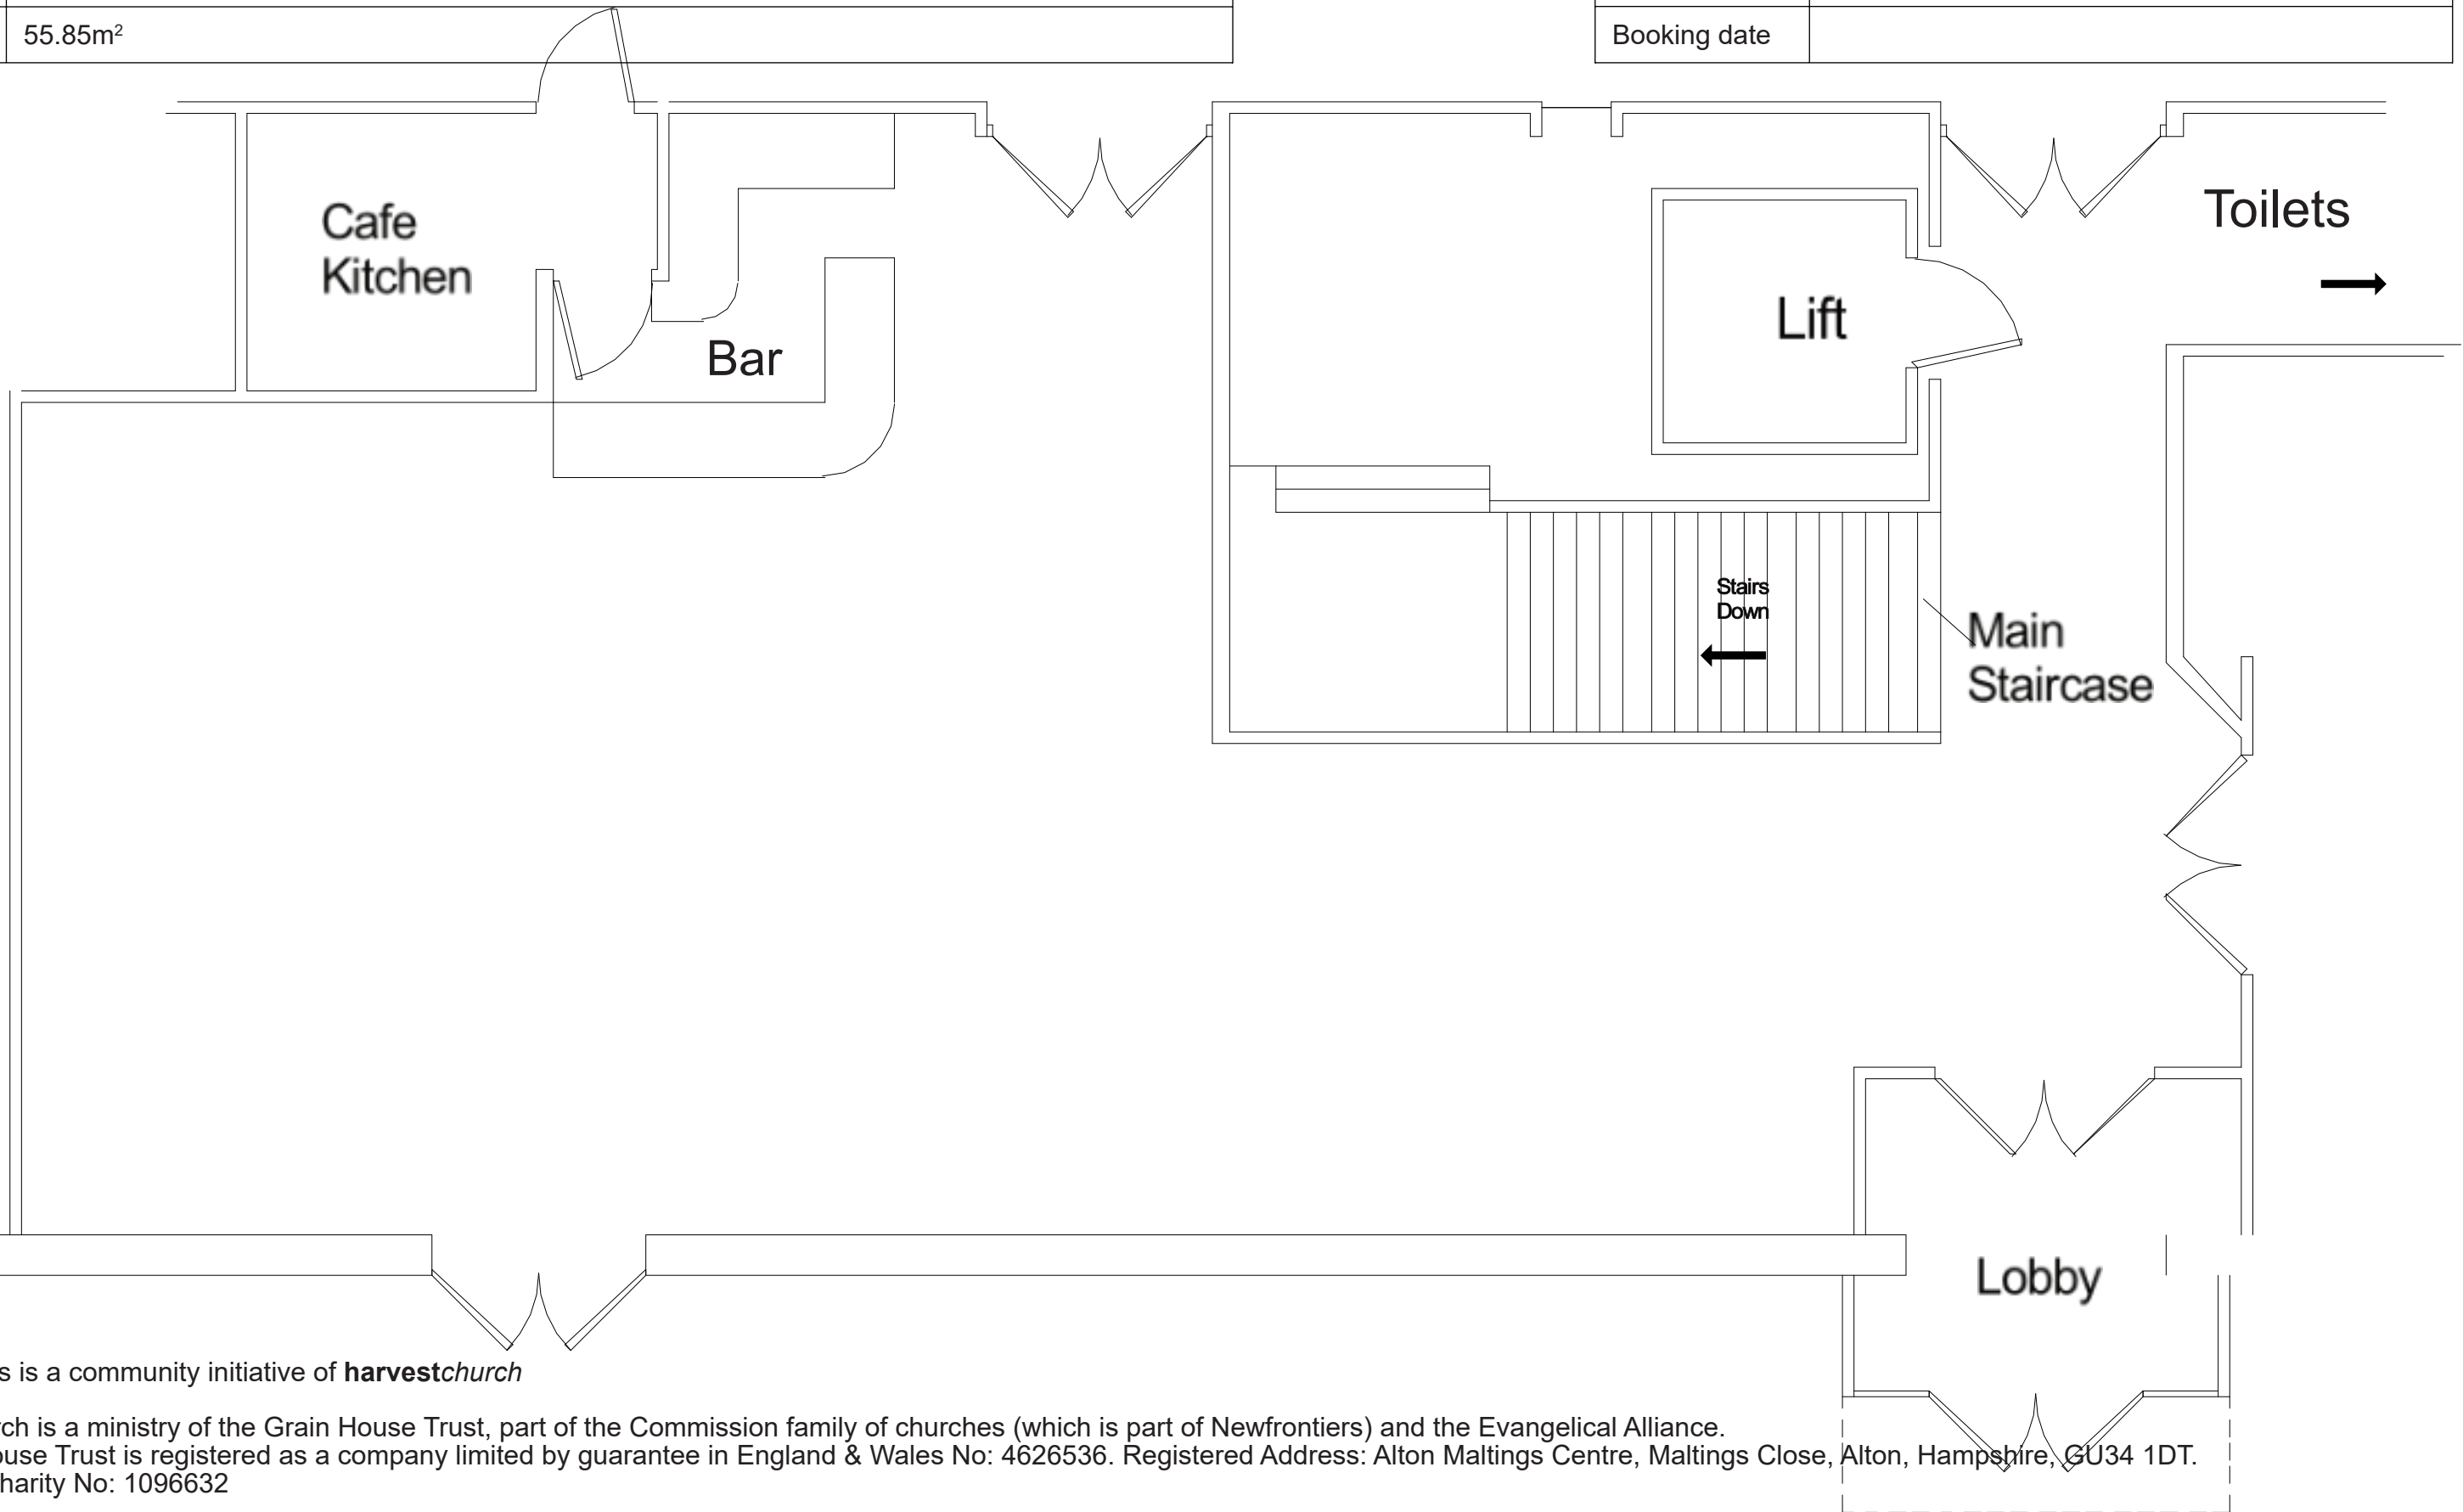 55.85m²
Booking date
Cafe
Kitchen
Bar
Lift
Toilets
Stairs
Down
Main
Staircase
Lobby
s is a community initiative of harvestchurch
rch is a ministry of the Grain House Trust, part of the Commission family of churches (which is part of Newfrontiers) and the Evangelical Alliance.
ouse Trust is registered as a company limited by guarantee in England & Wales No: 4626536. Registered Address: Alton Maltings Centre, Maltings Close, Alton, Hampshire, GU34 1DT.
harity No: 1096632